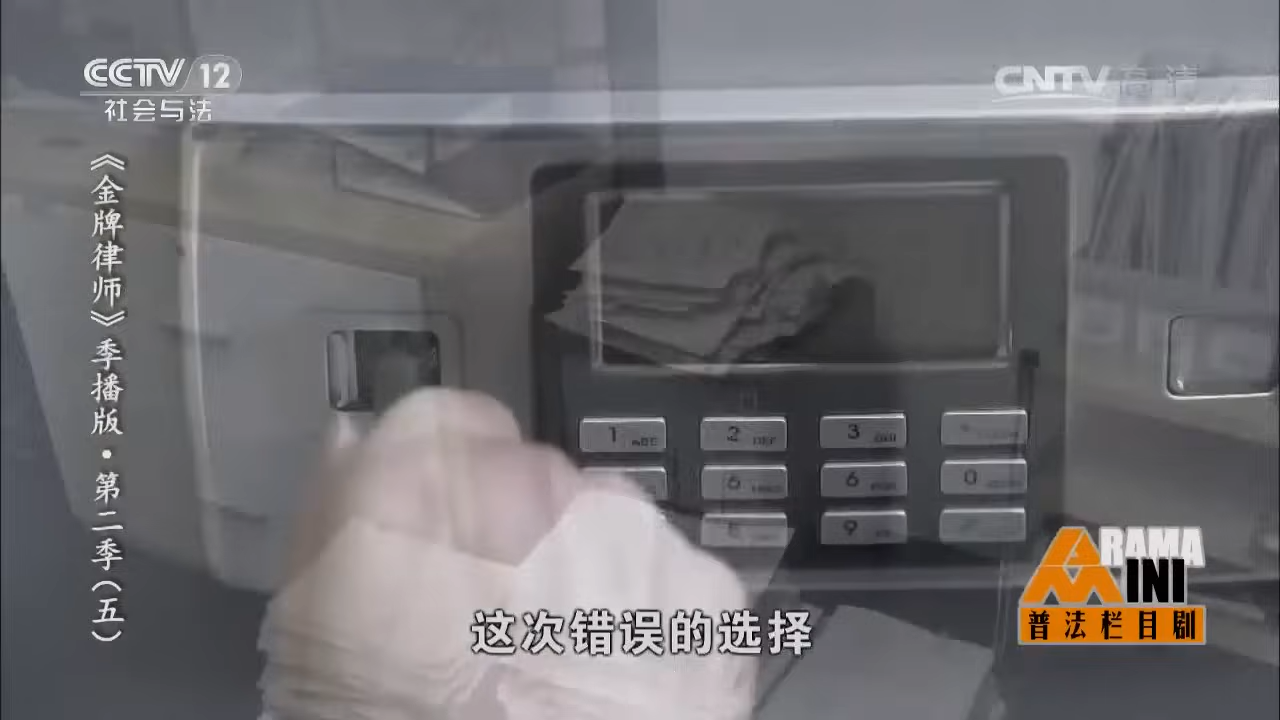 CCTV 12
社会与法
CNTV 高清
《金牌律师》季播版·第二季(五)
1
2 DEF
3
6
6
0
9
RAMA
INI
普法栏目剧
这次错误的选择